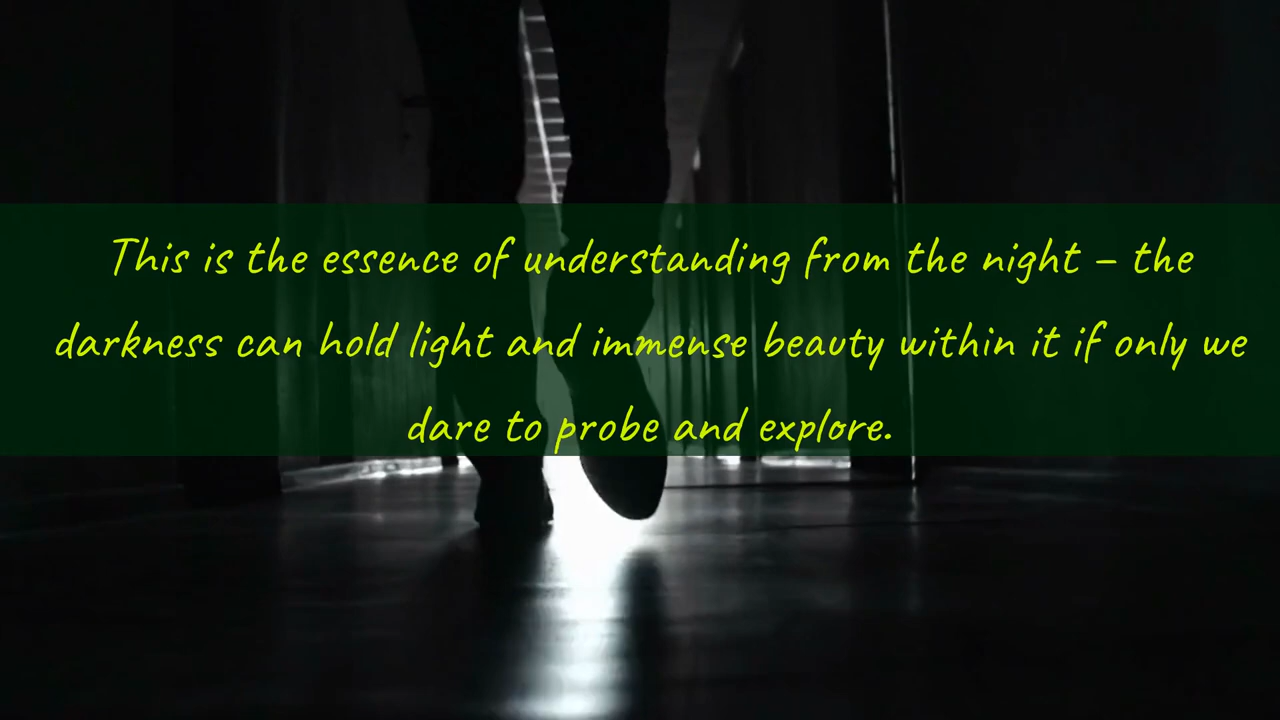 This is the essence of understanding from the night – the
darkness can hold light and immense beauty within it if only we
dare to probe and explore.